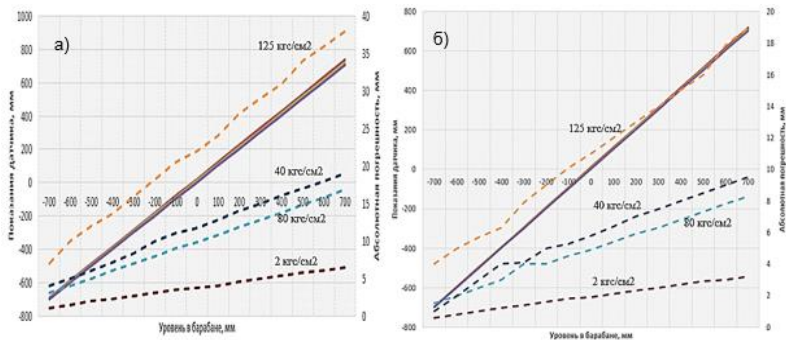 а)
1000
800
600
400
200
0
-200
-400
-600
-800
Показания датчика, мм
-700 -600 -500 -400 -300 -200 -100 0 100 200 300 400 500 600 700
Уровень в барабане, мм
40
35
30
25
20
15
10
5
0
Абсолютная погрешность, мм
125 кгс/см2
40 кгс/см2
80 кгс/см2
2 кгс/см2
б)
800
600
400
200
0
-200
-400
-600
-800
Показания датчика, мм
-700 -600 -500 -400 -300 -200 -100 0 100 200 300 400 500 600 700
Уровень в барабане, мм
20
18
16
14
12
10
8
6
4
2
0
Абсолютная погрешность, мм
125 кгс/см2
40 кгс/см2
80 кгс/см2
2 кгс/см2